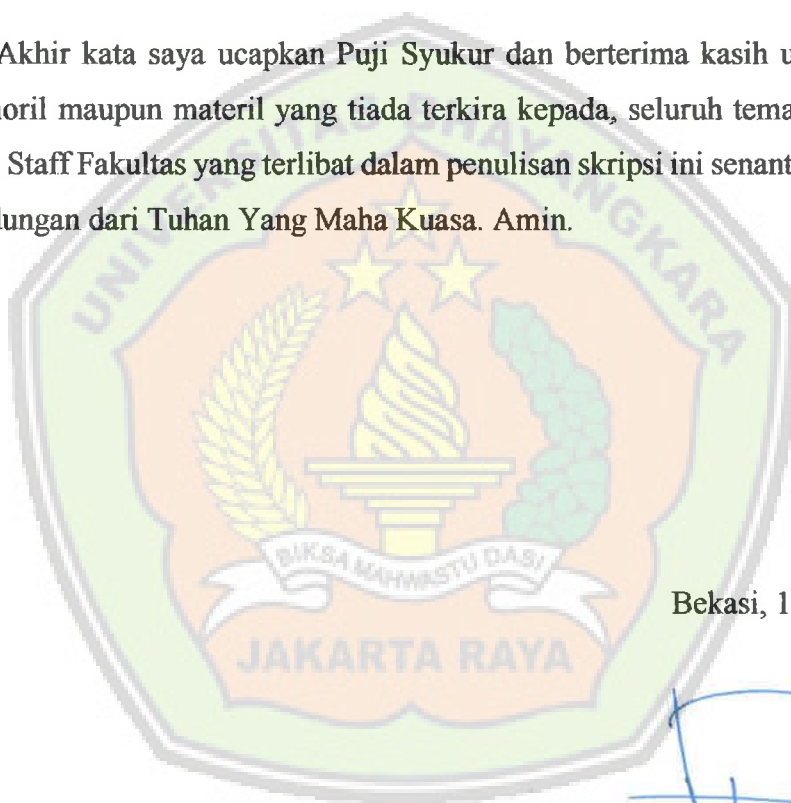 Akhir kata saya ucapkan Puji Syukur dan berterima kasih u
oril maupun materil yang tiada terkira kepada, seluruh tema
Staff Fakultas yang terlibat dalam penulisan skripsi ini senant
lungan dari Tuhan Yang Maha Kuasa. Amin.
UNIVERSITAS BHAYANGKARA
BIKSA MAHWASTU DASI
JAKARTA RAYA
Bekasi, 1